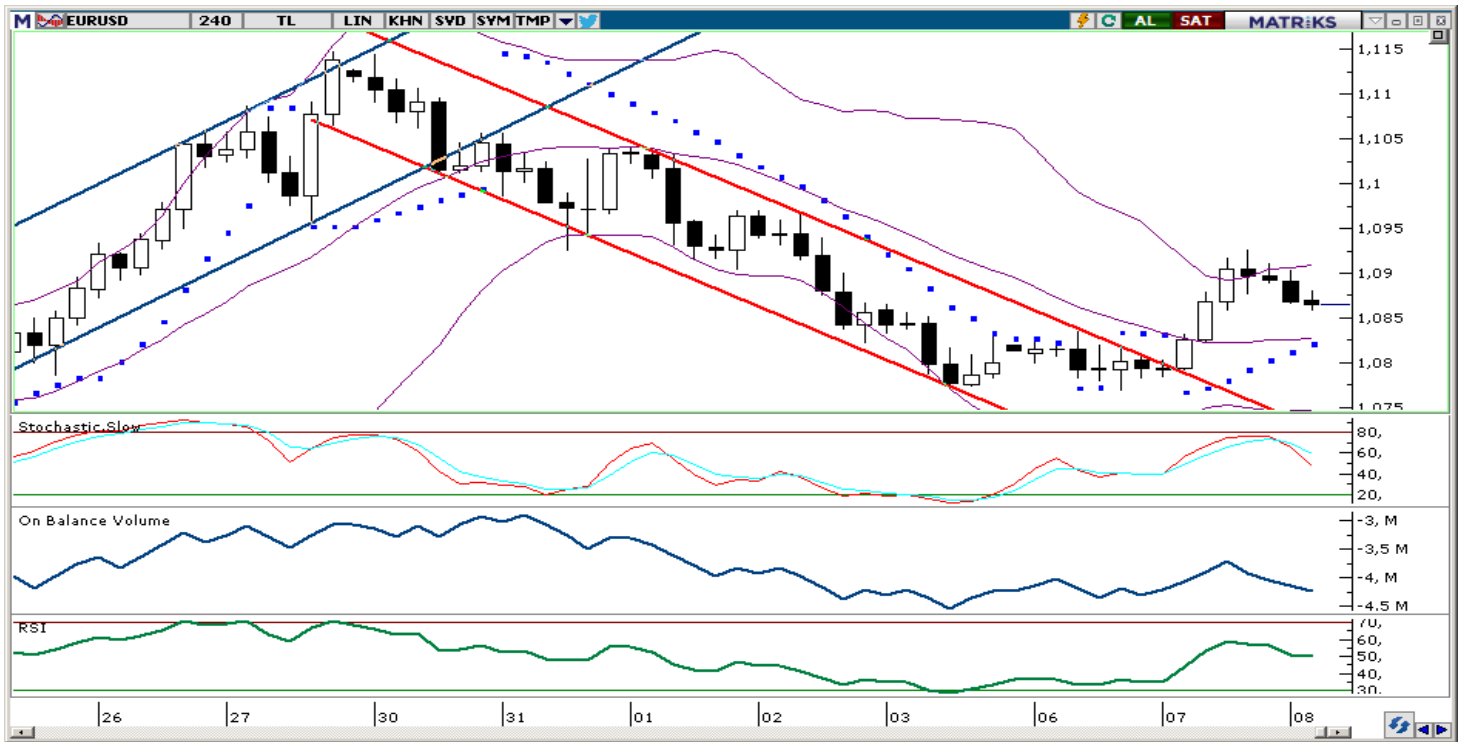 M EURUSD 240 TL LIN KHN SVD SYM TMP AL SAT MATRİKS
1,115
1,11
1,105
1,1
1,095
1,09
1,085
1,08
1,075
Stochastic Slow
80,
60,
40,
20,
On Balance Volume
-3, M
-3,5 M
-4, M
-4.5 M
RSI
70,
60,
50,
40,
30,
26 27 30 31 01 02 03 06 07 08